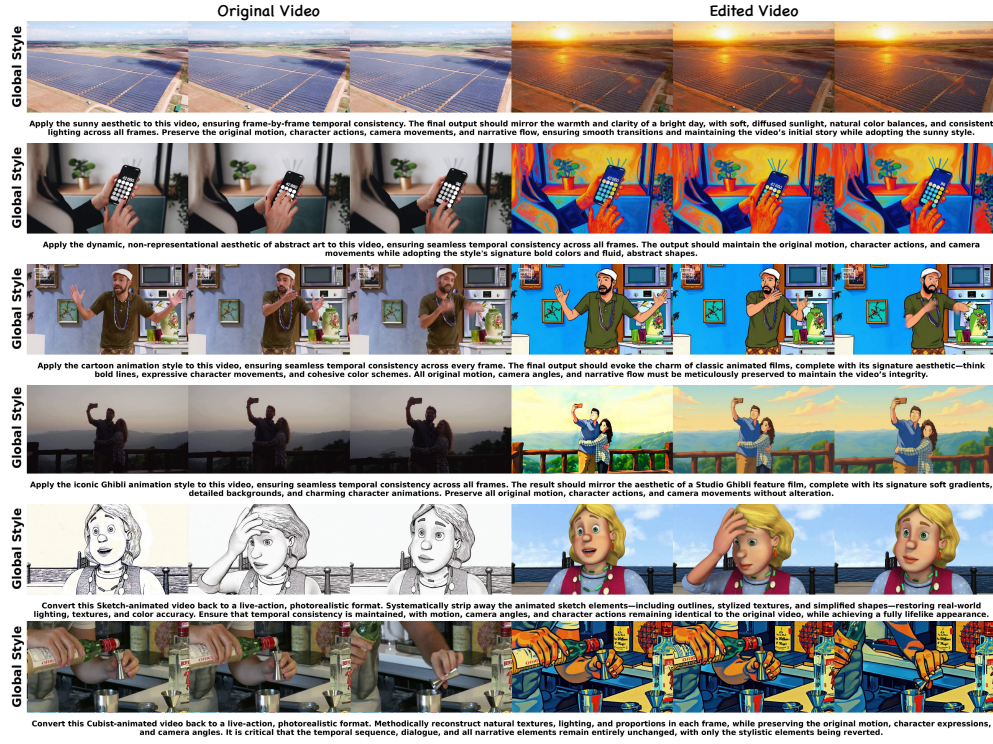 Original Video
Edited Video
Global Style
Apply the sunny aesthetic to this video, ensuring frame-by-frame temporal consistency. The final output should mirror the warmth and clarity of a bright day, with soft, diffused sunlight, natural color balances, and consistent
lighting across all frames. Preserve the original motion, character actions, camera movements, and narrative flow, ensuring smooth transitions and maintaining the video's initial story while adopting the sunny style.
Global Style
Apply the dynamic, non-representational aesthetic of abstract art to this video, ensuring seamless temporal consistency across all frames. The output should maintain the original motion, character actions, and camera
movements while adopting the style's signature bold colors and fluid, abstract shapes.
Global Style
Apply the cartoon animation style to this video, ensuring seamless temporal consistency across every frame. The final output should evoke the charm of classic animated films, complete with its signature aesthetic—think
bold lines, expressive character movements, and cohesive color schemes. All original motion, camera angles, and narrative flow must be meticulously preserved to maintain the video's integrity.
Global Style
Apply the iconic Ghibli animation style to this video, ensuring seamless temporal consistency across all frames. The result should mirror the aesthetic of a Studio Ghibli feature film, complete with its signature soft gradients,
detailed backgrounds, and charming character animations. Preserve all original motion, character actions, and camera movements without alteration.
Global Style
Convert this Sketch-animated video back to a live-action, photorealistic format. Systematically strip away the animated sketch elements—including outlines, stylized textures, and simplified shapes—restoring real-world
lighting, textures, and color accuracy. Ensure that temporal consistency is maintained, with motion, camera angles, and character actions remaining identical to the original video, while achieving a fully lifelike appearance.
Global Style
Convert this Cubist-animated video back to a live-action, photorealistic format. Methodically reconstruct natural textures, lighting, and proportions in each frame, while preserving the original motion, character expressions,
and camera angles. It is critical that the temporal sequence, dialogue, and all narrative elements remain entirely unchanged, with only the stylistic elements being reverted.